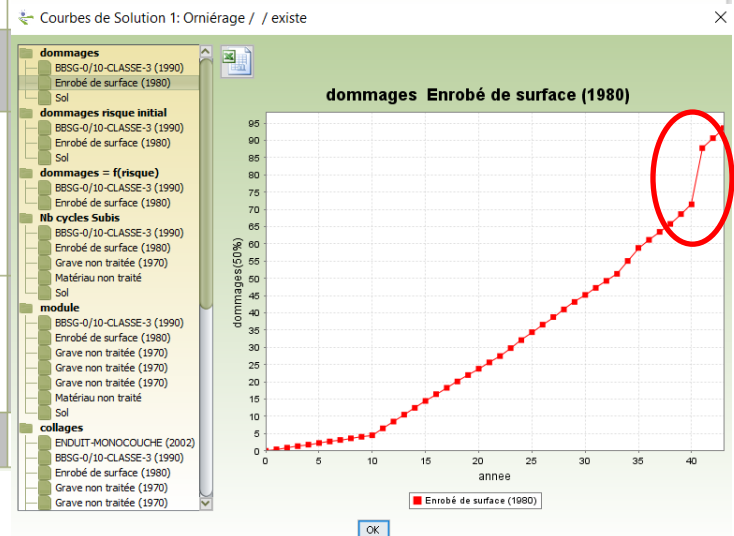 Courbes de Solution 1: Orniérage / / existe
dommages
BBSG-0/10-CLASSE-3 (1990)
Enrobé de surface (1980)
Sol
dommages risque initial
BBSG-0/10-CLASSE-3 (1990)
Enrobé de surface (1980)
Sol
dommages = f(risque)
BBSG-0/10-CLASSE-3 (1990)
Enrobé de surface (1980)
Nb cycles Subis
BBSG-0/10-CLASSE-3 (1990)
Enrobé de surface (1980)
Grave non traitée (1970)
Matériau non traité
Sol
module
BBSG-0/10-CLASSE-3 (1990)
Enrobé de surface (1980)
Grave non traitée (1970)
Grave non traitée (1970)
Grave non traitée (1970)
Matériau non traité
Sol
collages
ENDUIT-MONOCOUCHE (2002)
BBSG-0/10-CLASSE-3 (1990)
Enrobé de surface (1980)
Grave non traitée (1970)
Grave non traitée (1970)
dommages Enrobé de surface (1980)
dommages(50%)
95
90
85
80
75
70
65
60
55
50
45
40
35
30
25
20
15
10
5
0
0 5 10 15 20 25 30 35 40
annee
Enrobé de surface (1980)
OK